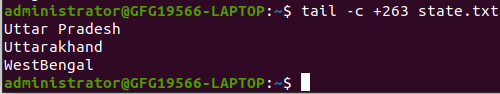 administrator@GFG19566-LAPTOP:~$ tail -c +263 state.txt
Uttar Pradesh
Uttarakhand
WestBengal
administrator@GFG19566-LAPTOP:~$